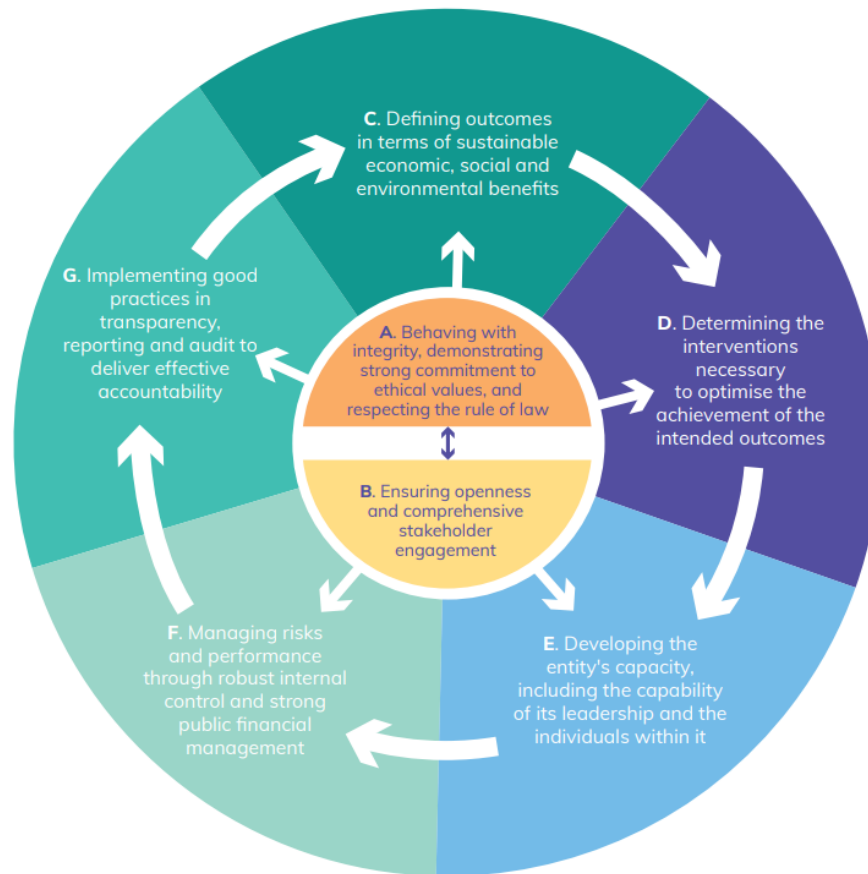 C. Defining outcomes
in terms of sustainable
economic, social and
environmental benefits
D. Determining the
interventions
necessary
to optimise the
achievement of the
intended outcomes
E. Developing the
entity's capacity,
including the capability
of its leadership and the
individuals within it
F. Managing risks
and performance
through robust internal
control and strong
public financial
management
G. Implementing good
practices in
transparency,
reporting and audit to
deliver effective
accountability
A. Behaving with
integrity, demonstrating
strong commitment to
ethical values, and
respecting the rule of law
B. Ensuring openness
and comprehensive
stakeholder
engagement